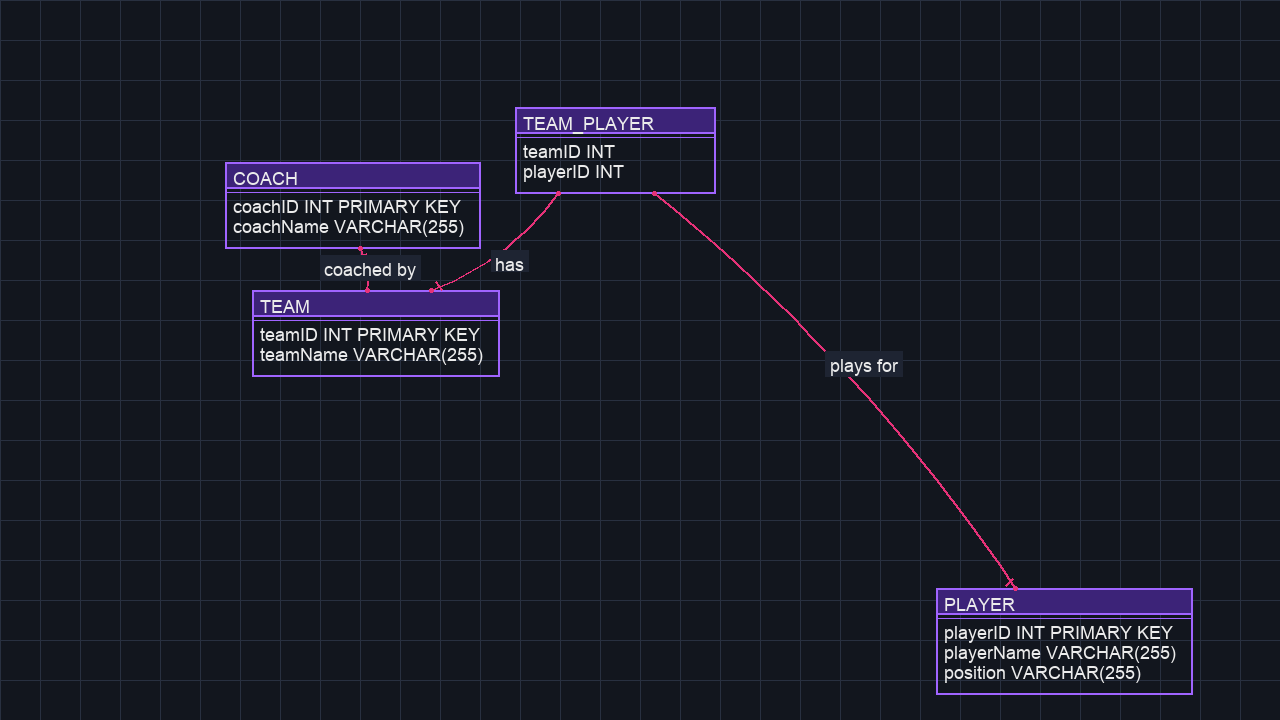 TEAM_PLAYER
teamID INT
playerID INT
COACH
coachID INT PRIMARY KEY
coachName VARCHAR(255)
has
coached by
TEAM
teamID INT PRIMARY KEY
teamName VARCHAR(255)
plays for
PLAYER
playerID INT PRIMARY KEY
playerName VARCHAR(255)
position VARCHAR(255)